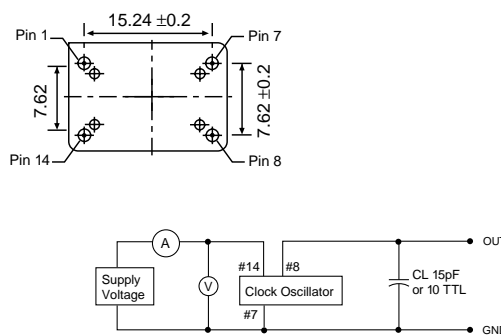 15.24 ±0.2
Pin 1
Pin 7
7.62
7.62 ±0.2
Pin 14
Pin 8
A
OUT
#14
#8
Supply
Voltage
V
Clock Oscillator
CL 15pF
or 10 TTL
#7
GND